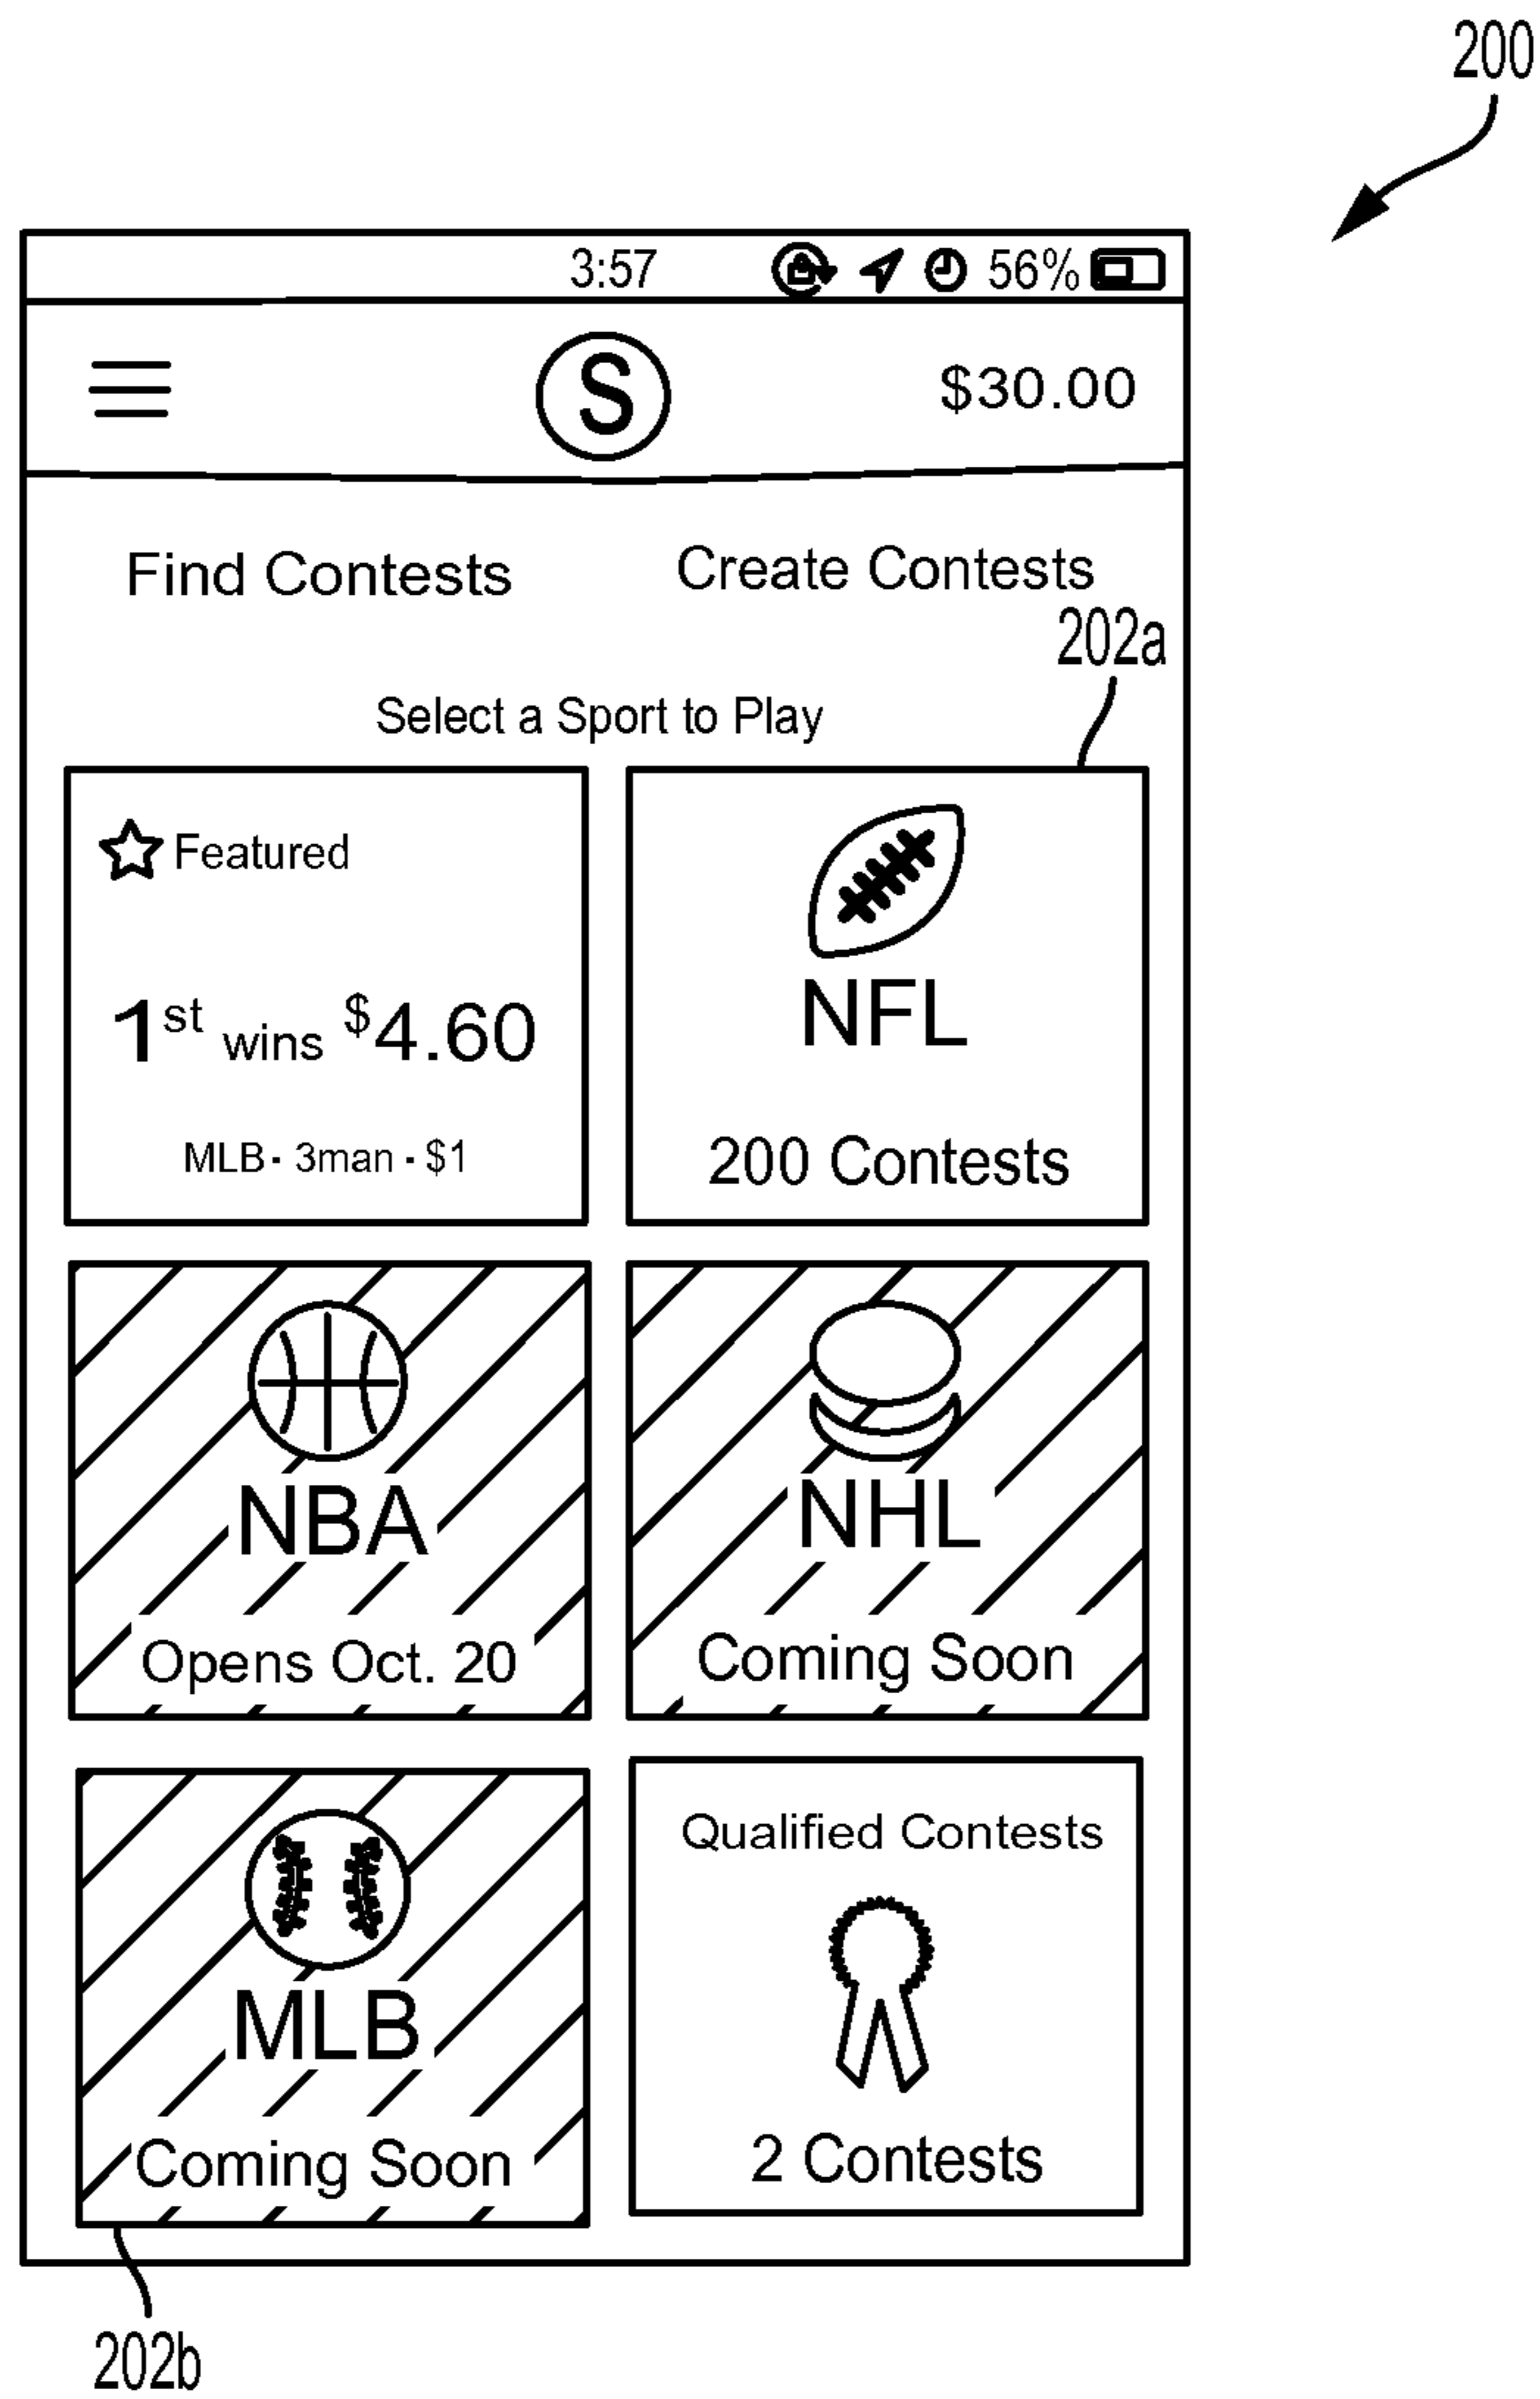 200
3:57 56%
S $30.00
Find Contests Create Contests
202a
Select a Sport to Play
Featured
1st wins $4.60
MLB · 3man · $1
NFL
200 Contests
NBA
Opens Oct. 20
NHL
Coming Soon
MLB
Coming Soon
Qualified Contests
2 Contests
202b